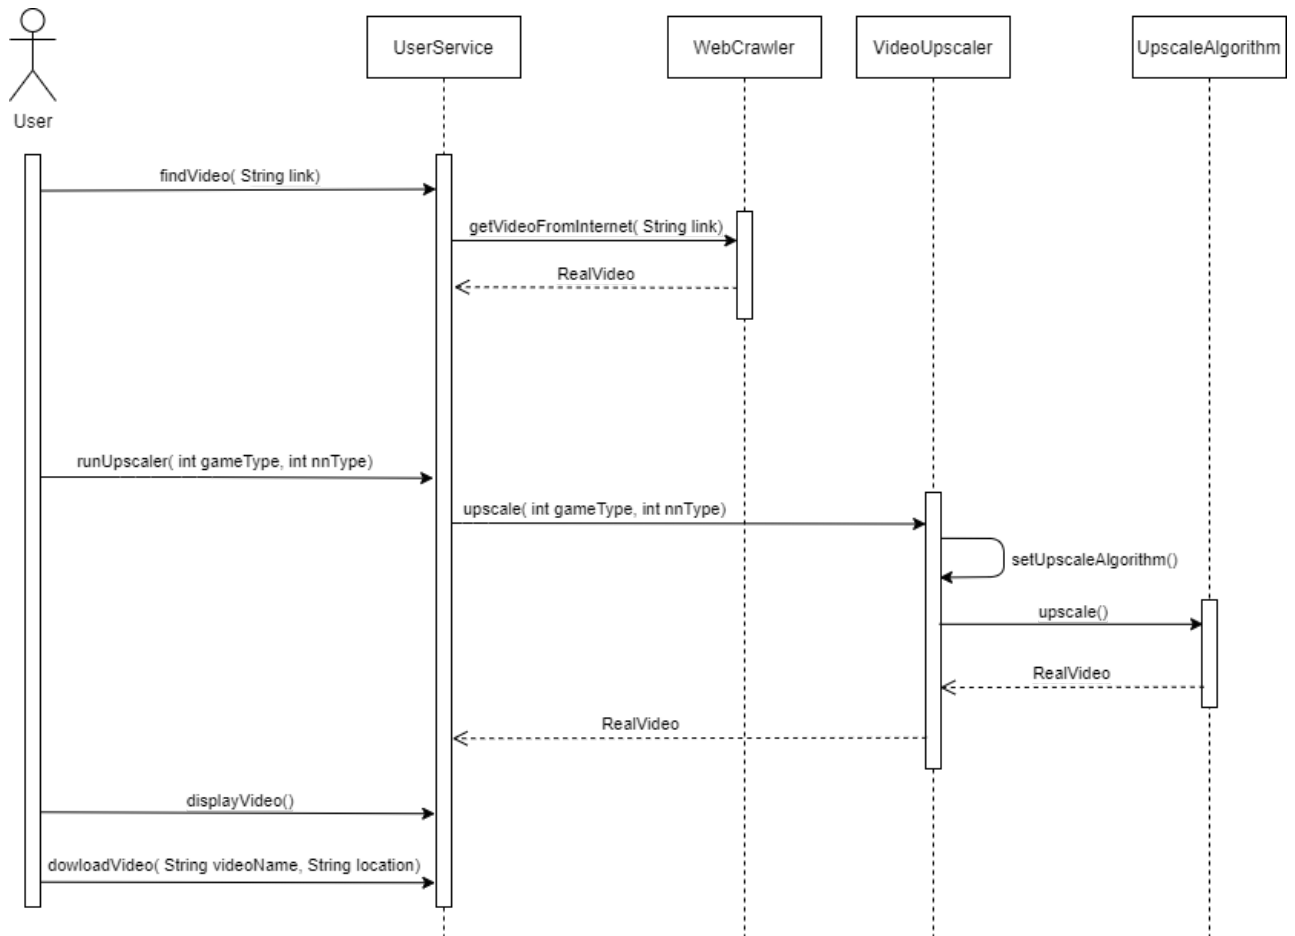 User
UserService
WebCrawler
VideoUpscaler
UpscaleAlgorithm
findVideo( String link)
getVideoFromInternet( String link)
RealVideo
runUpscaler( int gameType, int nnType)
upscale( int gameType, int nnType)
setUpscaleAlgorithm()
upscale()
RealVideo
RealVideo
displayVideo()
dowloadVideo( String videoName, String location)